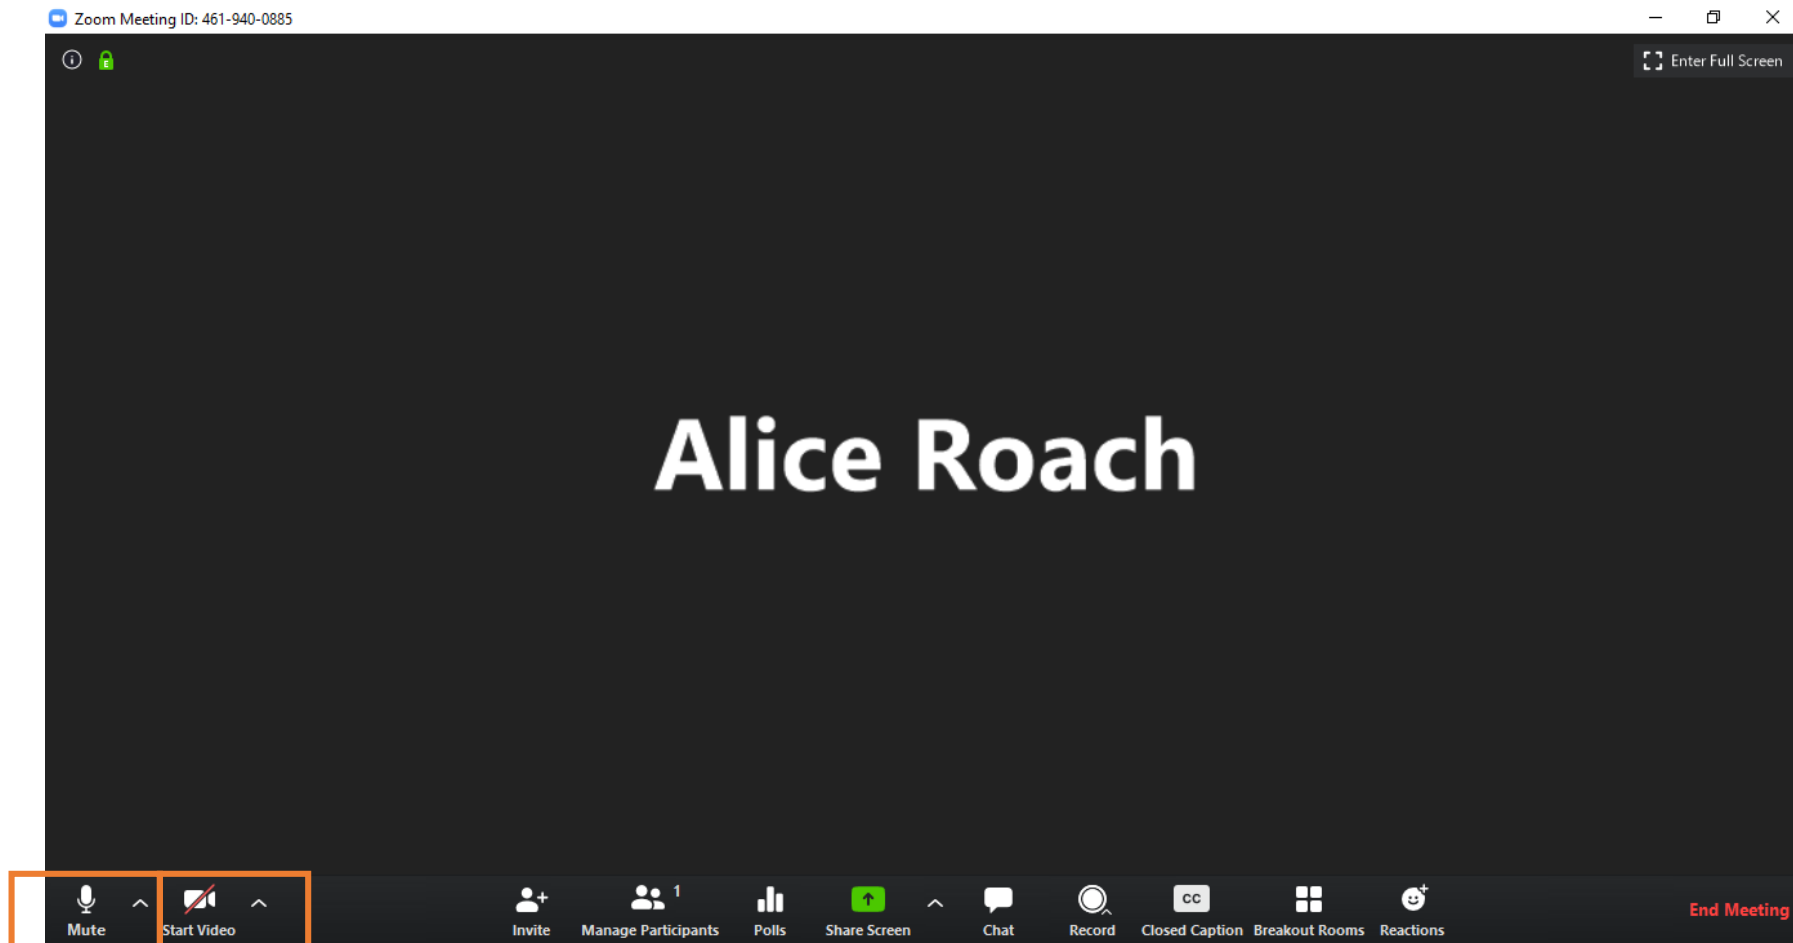 Zoom Meeting ID: 461-940-0885
E
Enter Full Screen
Alice Roach
1
CC
Mute Start Video Invite Manage Participants Polls Share Screen Chat Record Closed Caption Breakout Rooms Reactions End Meeting